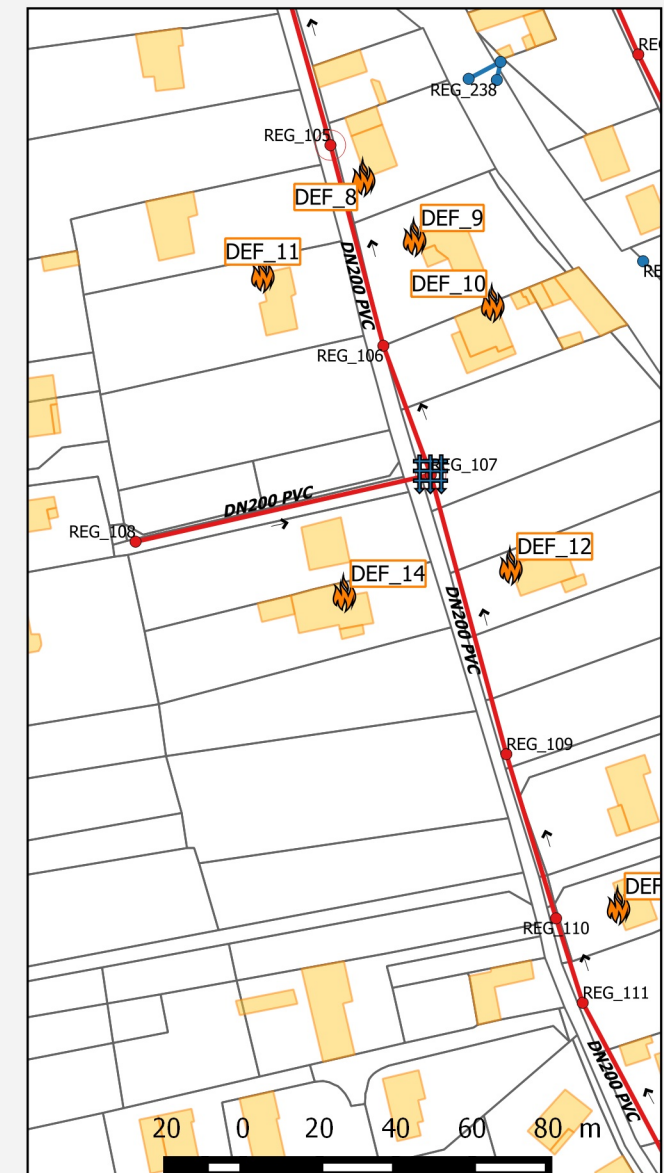 REG_238
REG_105
DEF_8
DEF_9
DEF_11
DEF_10
DN200 PVC
REG_106
REG_107
DN200 PVC
REG_108
DEF_12
DEF_14
DN200 PVC
REG_109
DEF
REG_110
REG_111
DN200 PVC
20 0 20 40 60 80 m